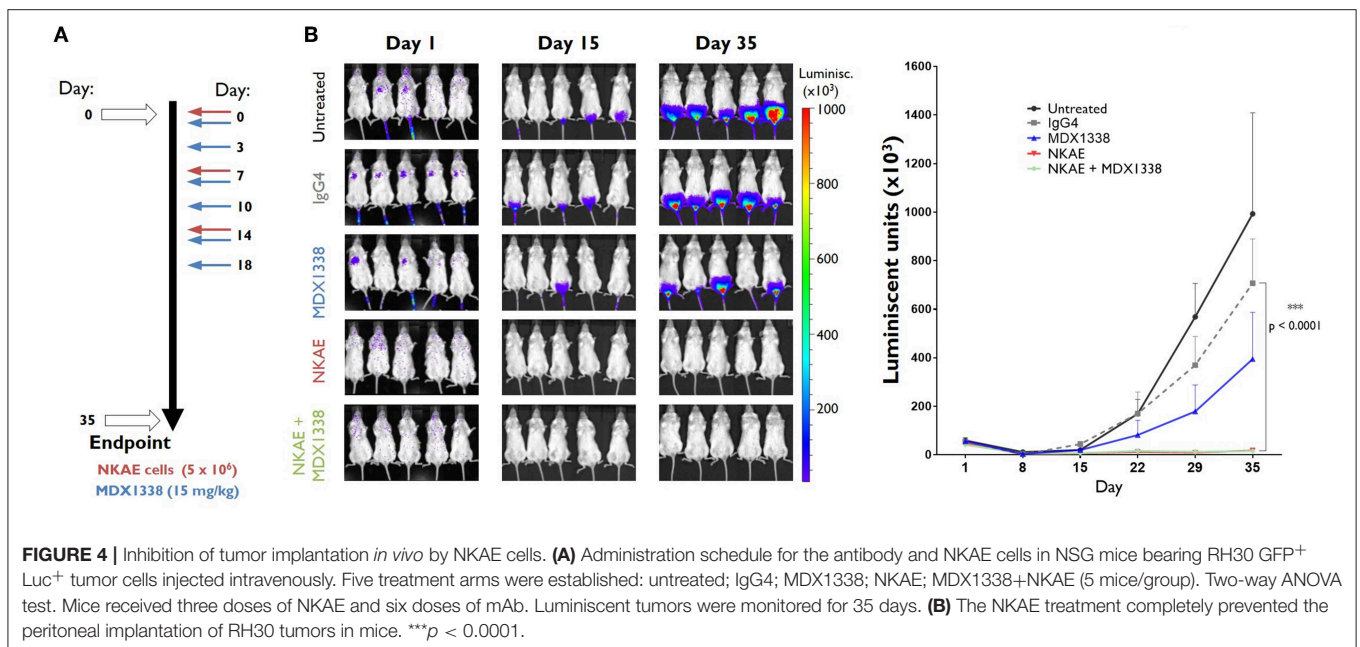 A
Day:
0
35
Endpoint
Day:
0
3
7
10
14
18
NKAE cells (5 x 10⁶)
MDX1338 (15 mg/kg)
B
Day 1
Day 15
Day 35
Untreated
IgG4
MDX1338
NKAE
NKAE +
MDX1338
Luminisc.
(x10³)
1000
800
600
400
200
Luminiscent units (x10³)
1600
1400
1200
1000
800
600
400
200
0
Untreated
IgG4
MDX1338
NKAE
NKAE + MDX1338
***
p < 0.0001
1
8
15
22
29
35
Day
FIGURE 4 | Inhibition of tumor implantation in vivo by NKAE cells. (A) Administration schedule for the antibody and NKAE cells in NSG mice bearing RH30 GFP⁺
Luc⁺ tumor cells injected intravenously. Five treatment arms were established: untreated; IgG4; MDX1338; NKAE; MDX1338+NKAE (5 mice/group). Two-way ANOVA
test. Mice received three doses of NKAE and six doses of mAb. Luminiscent tumors were monitored for 35 days. (B) The NKAE treatment completely prevented the
peritoneal implantation of RH30 tumors in mice. ***p < 0.0001.